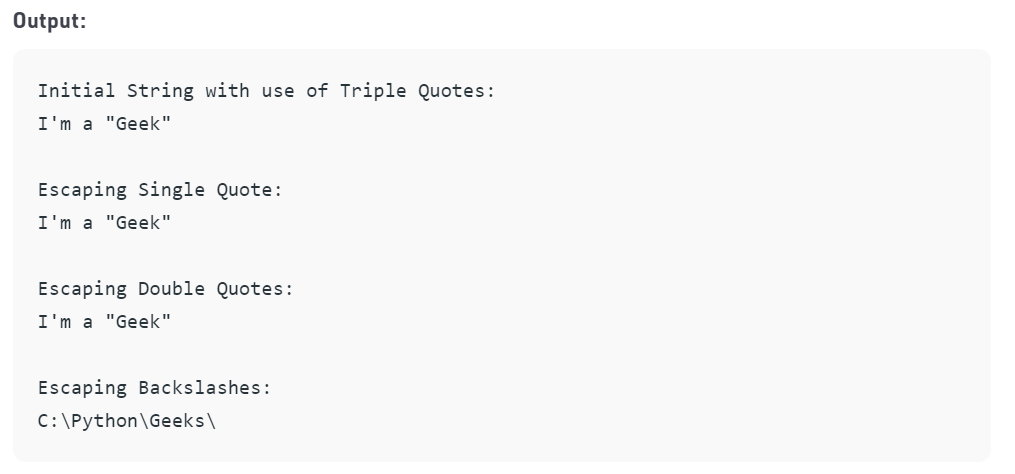 Output:
Initial String with use of Triple Quotes:
I'm a "Geek"
Escaping Single Quote:
I'm a "Geek"
Escaping Double Quotes:
I'm a "Geek"
Escaping Backslashes:
C:\Python\Geeks\